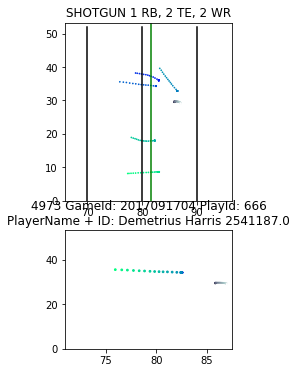 SHOTGUN 1 RB, 2 TE, 2 WR
50
40
30
20
10
0
70 80 90
4973 GameId: 2017091704 PlayId: 666
PlayerName + ID: Demetrius Harris 2541187.0
40
20
0
75 80 85